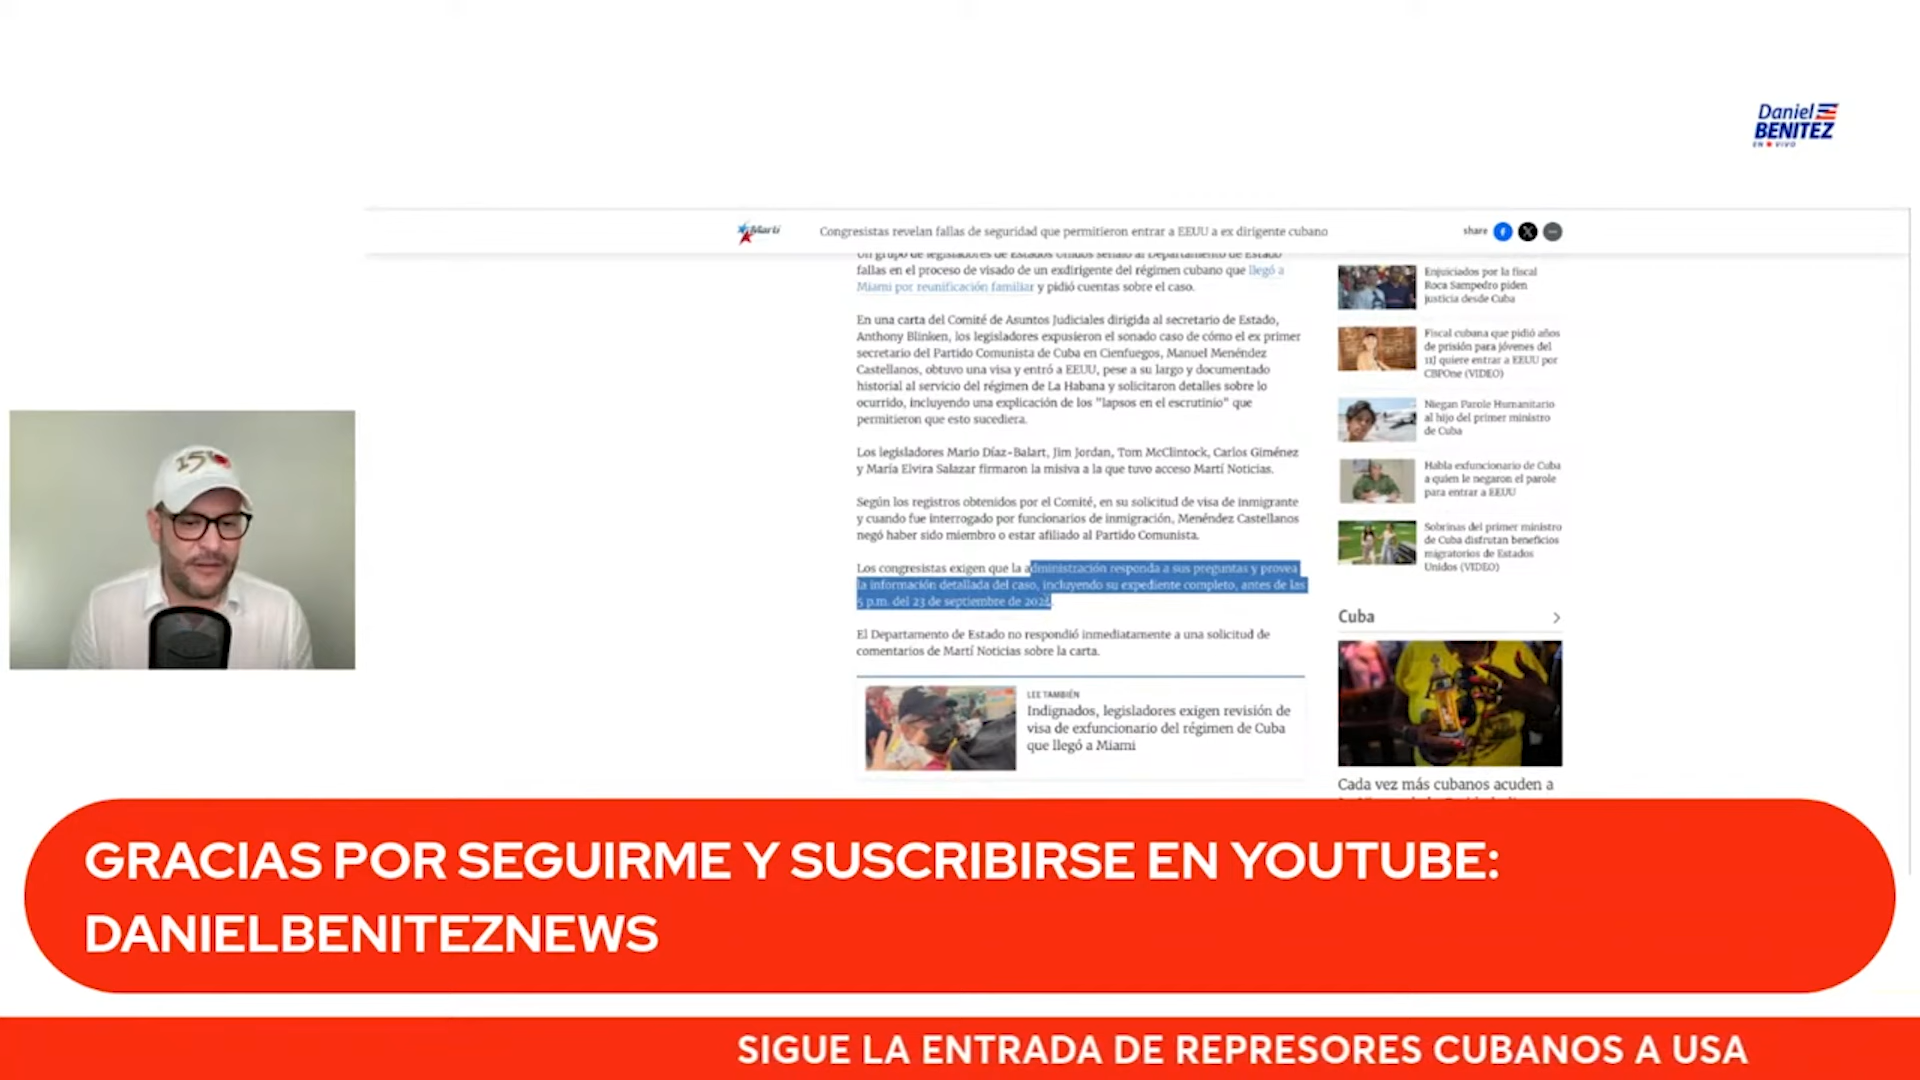 Daniel
BENITEZ
EN VIVO
Martí
Congresistas revelan fallas de seguridad que permitieron entrar a EEUU a ex dirigente cubano
share
Un grupo de legisladores de Estados Unidos señaló al Departamento de Estado
fallas en el proceso de visado de un exdirigente del régimen cubano que llegó a
Miami por reunificación familiar y pidió cuentas sobre el caso.
En una carta del Comité de Asuntos Judiciales dirigida al secretario de Estado,
Anthony Blinken, los legisladores expusieron el sonado caso de cómo el ex primer
secretario del Partido Comunista de Cuba en Cienfuegos, Manuel Menéndez
Castellanos, obtuvo una visa y entró a EEUU, pese a su largo y documentado
historial al servicio del régimen de La Habana y solicitaron detalles sobre lo
ocurrido, incluyendo una explicación de los "lapsos en el escrutinio" que
permitieron que esto sucediera.
Los legisladores Mario Díaz-Balart, Jim Jordan, Tom McClintock, Carlos Giménez
y María Elvira Salazar firmaron la misiva a la que tuvo acceso Martí Noticias.
Según los registros obtenidos por el Comité, en su solicitud de visa de inmigrante
y cuando fue interrogado por funcionarios de inmigración, Menéndez Castellanos
negó haber sido miembro o estar afiliado al Partido Comunista.
Los congresistas exigen que la administración responda a sus preguntas y provea
la información detallada del caso, incluyendo su expediente completo, antes de las
5 p.m. del 23 de septiembre de 2024.
El Departamento de Estado no respondió inmediatamente a una solicitud de
comentarios de Martí Noticias sobre la carta.
LEE TAMBIÉN
Indignados, legisladores exigen revisión de
visa de exfuncionario del régimen de Cuba
que llegó a Miami
Enjuiciados por la fiscal
Roca Sampedro piden
justicia desde Cuba
Fiscal cubana que pidió años
de prisión para jóvenes del
11J quiere entrar a EEUU por
CBPOne (VIDEO)
Niegan Parole Humanitario
al hijo del primer ministro
de Cuba
Habla exfuncionario de Cuba
a quien le negaron el parole
para entrar a EEUU
Sobrinas del primer ministro
de Cuba disfrutan beneficios
migratorios de Estados
Unidos (VIDEO)
Cuba
Cada vez más cubanos acuden a
GRACIAS POR SEGUIRME Y SUSCRIBIRSE EN YOUTUBE:
DANIELBENITEZNEWS
SIGUE LA ENTRADA DE REPRESORES CUBANOS A USA